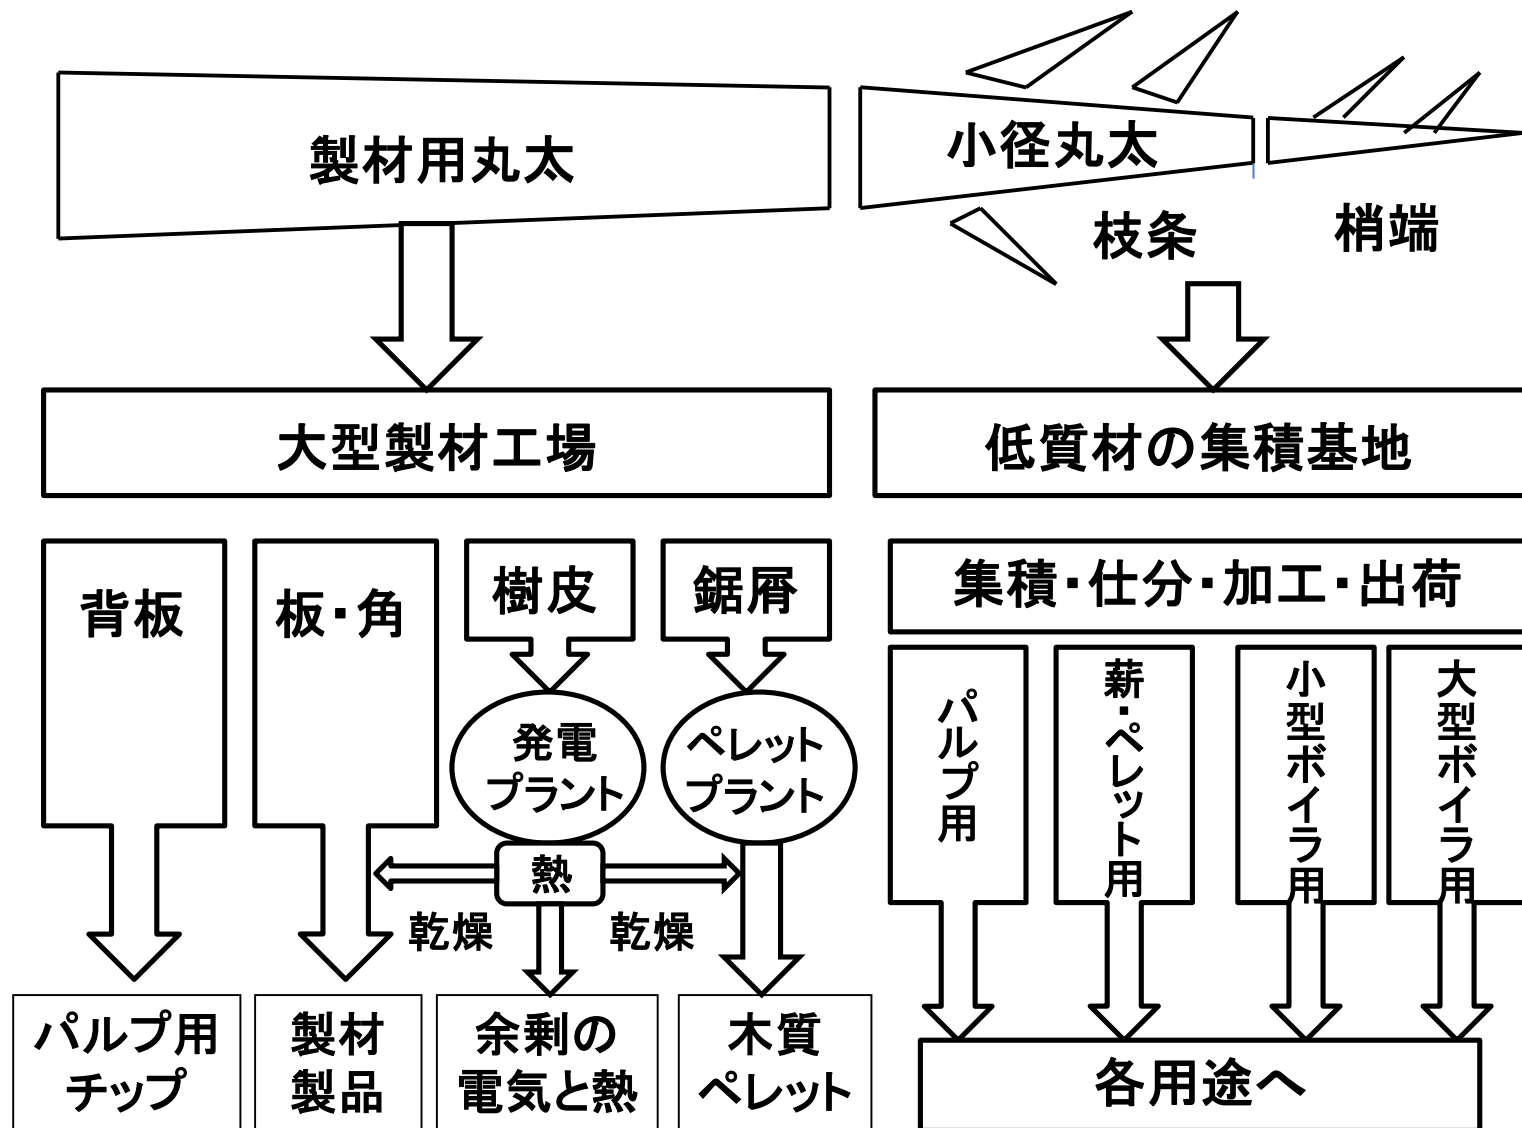 製材用丸太
小径丸太
枝条
梢端
大型製材工場
低質材の集積基地
背板
板・角
樹皮
鋸屑
集積・仕分・加工・出荷
発電
プラント
ペレット
プラント
パルプ用
薪・ペレット用
小型ボイラ用
大型ボイラ用
熱
乾燥
乾燥
パルプ用
チップ
製材
製品
余剰の
電気と熱
木質
ペレット
各用途へ